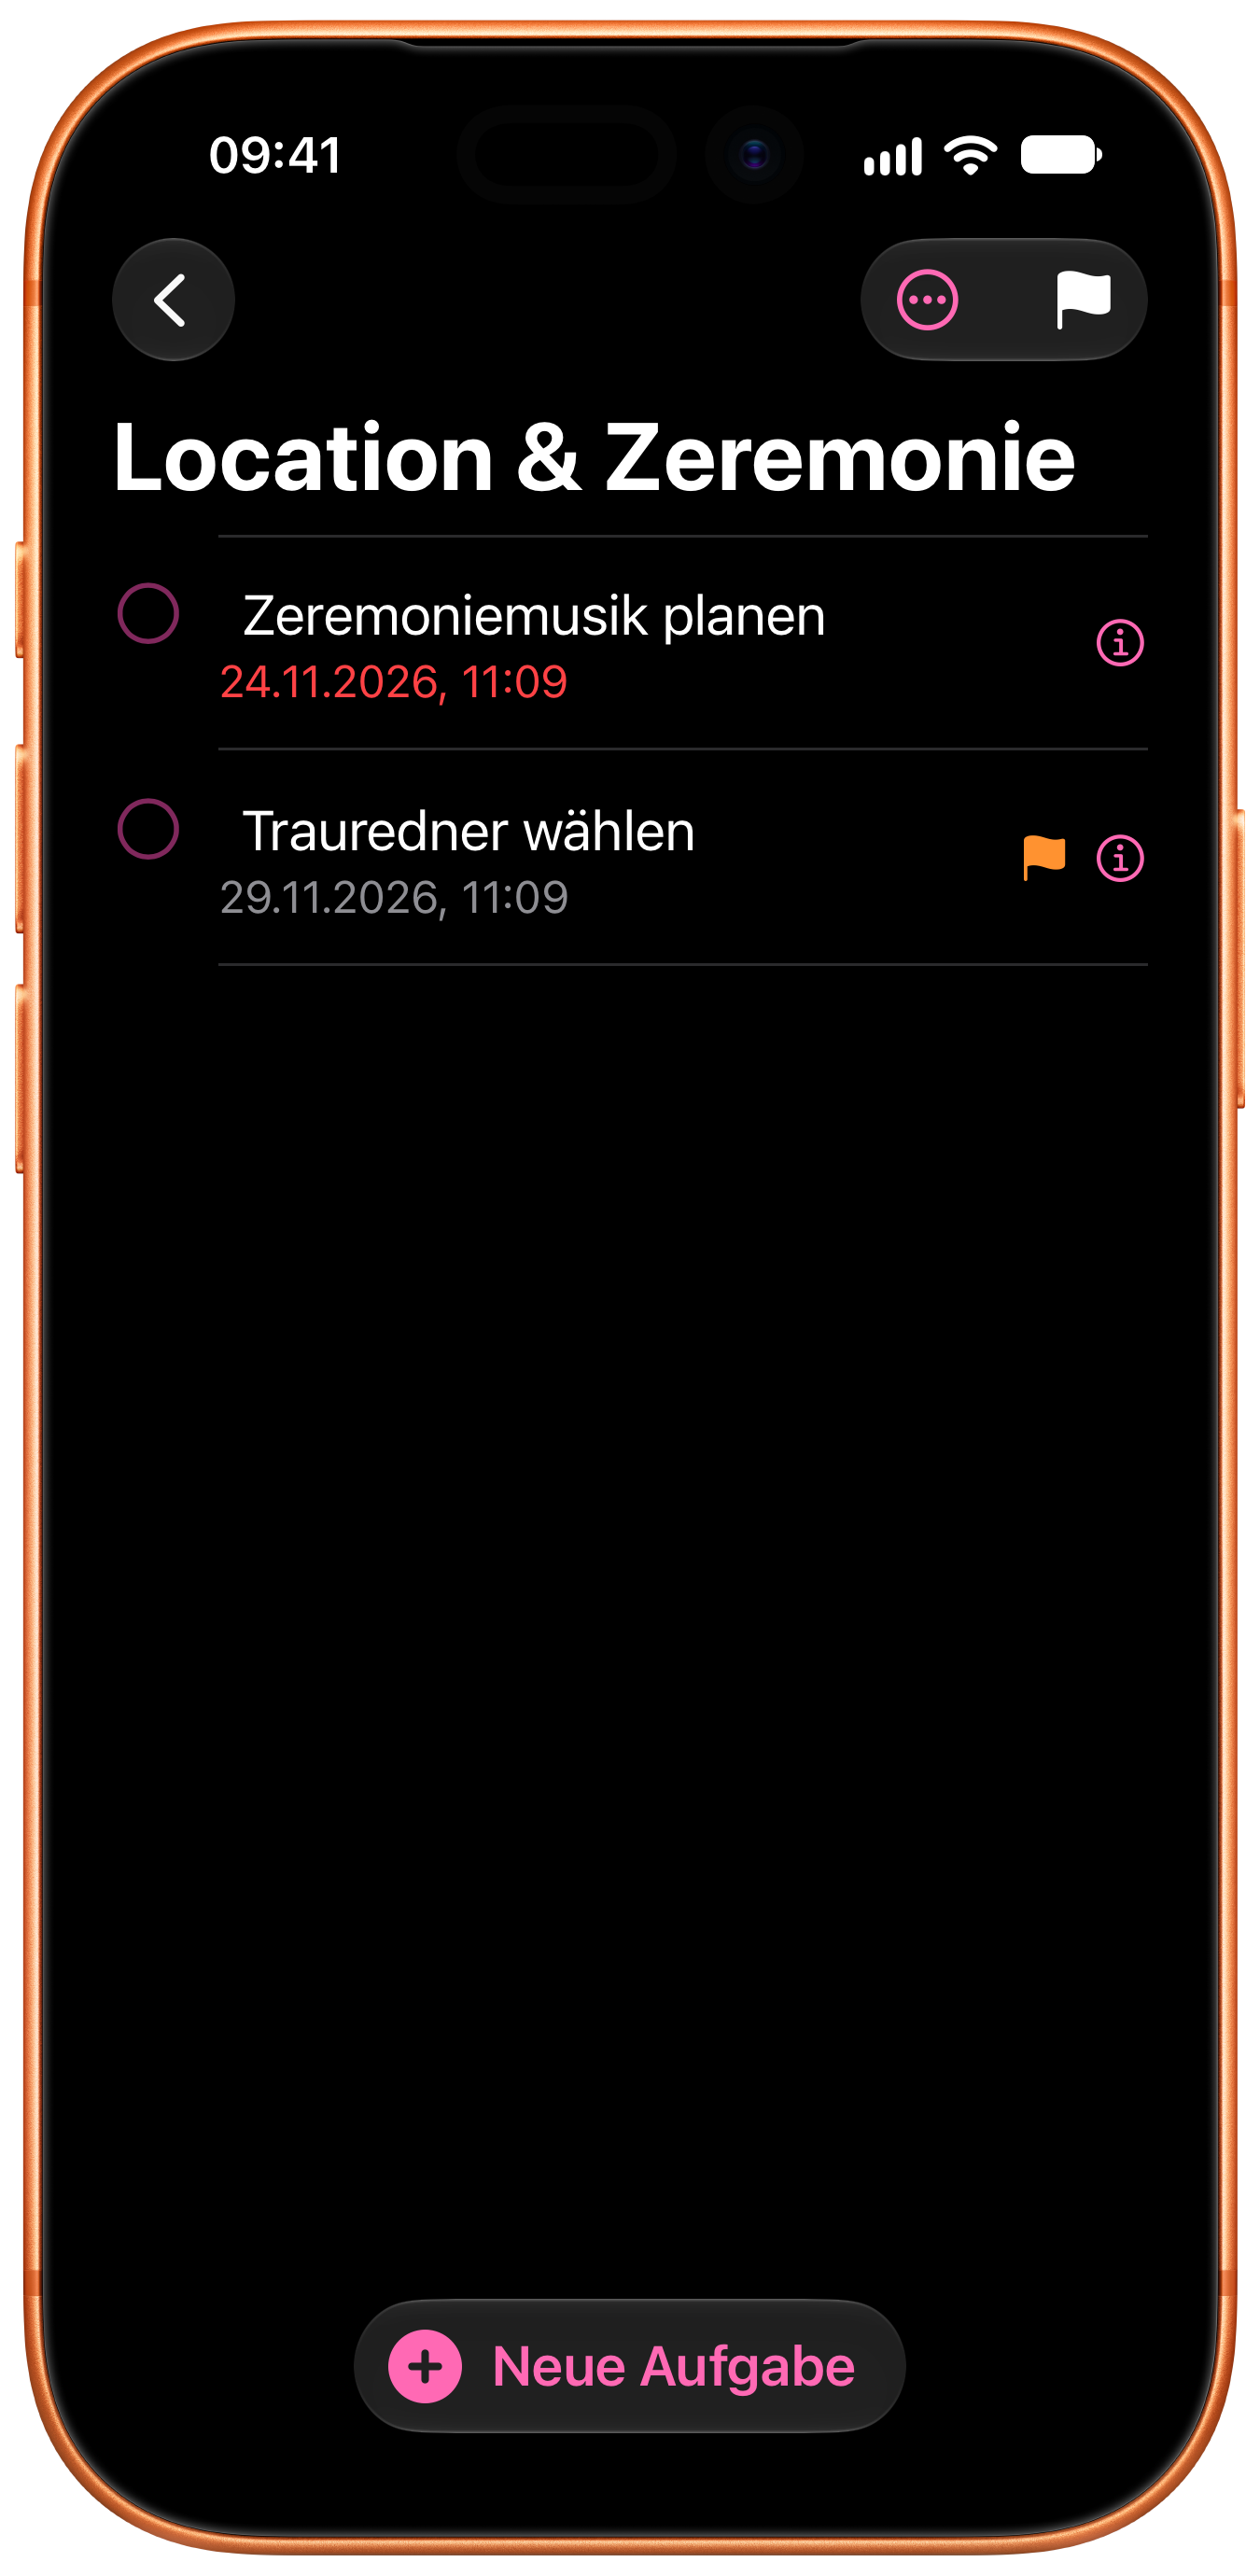 09:41
Location & Zeremonie
Zeremoniemusik planen
24.11.2026, 11:09
Trauredner wählen
29.11.2026, 11:09
Neue Aufgabe